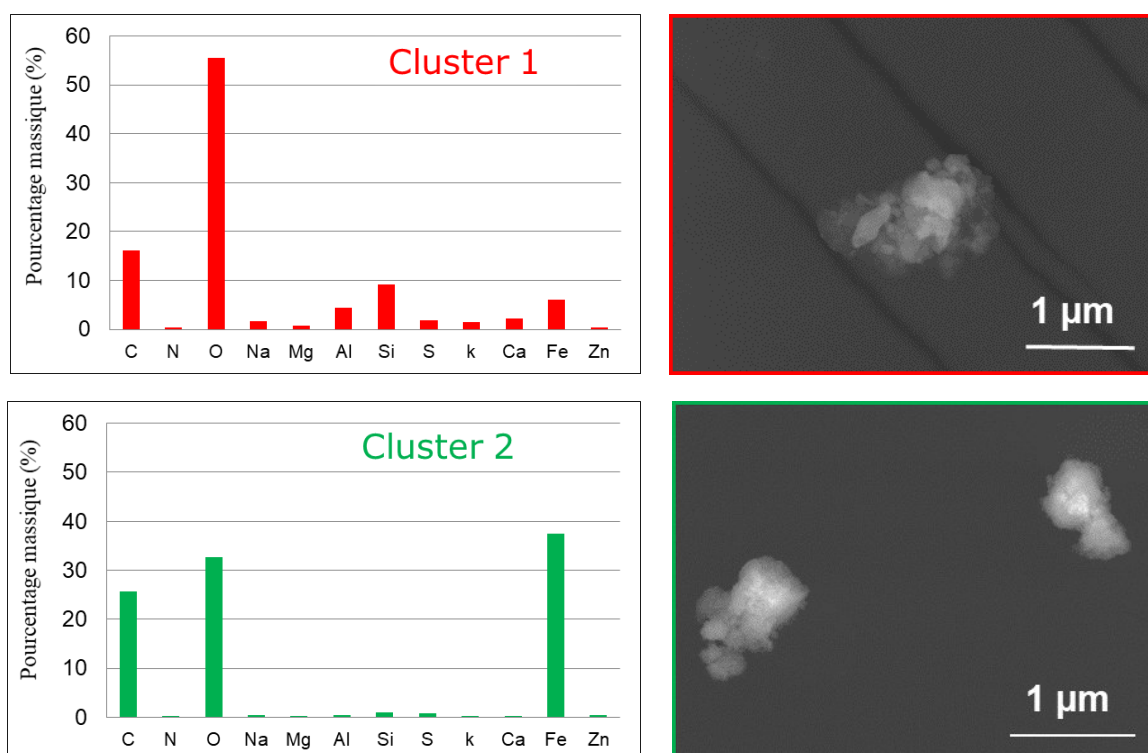 Pourcentage massique (%)
60
50
40
30
20
10
0
Cluster 1
C N O Na Mg Al Si S k Ca Fe Zn
1 µm
Pourcentage massique (%)
60
50
40
30
20
10
0
Cluster 2
C N O Na Mg Al Si S k Ca Fe Zn
1 µm